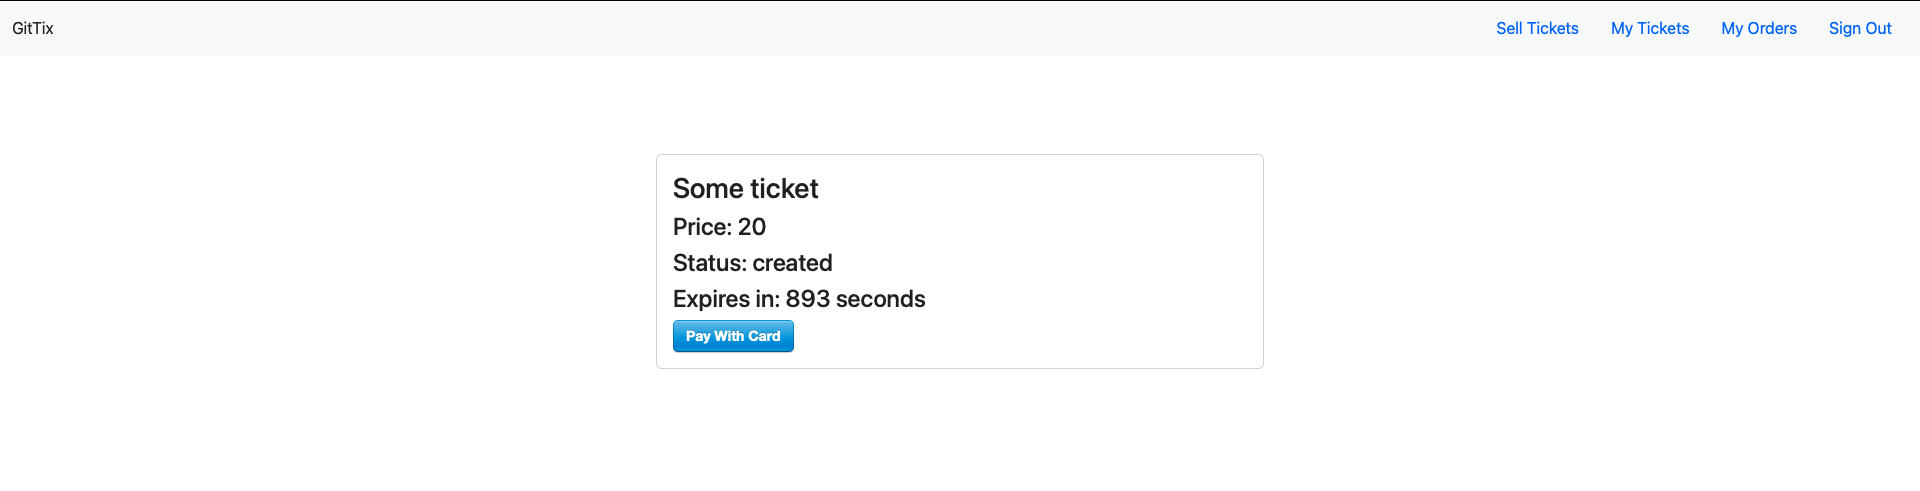 GitTix Sell Tickets My Tickets My Orders Sign Out
Some ticket
Price: 20
Status: created
Expires in: 893 seconds
Pay With Card